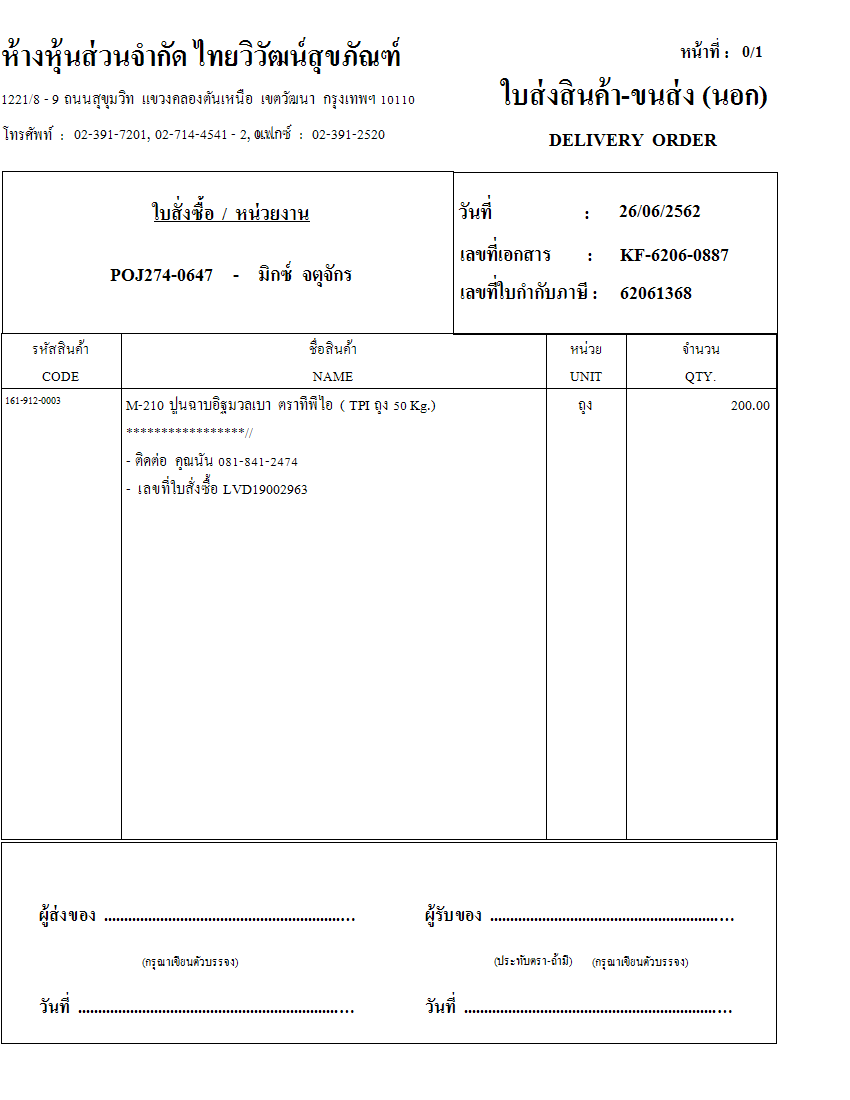 ห้างหุ้นส่วนจำกัด ไทยวิวัฒน์สุขภัณฑ์
หน้าที่ : 0/1
1221/8 - 9 ถนนสุขุมวิท แขวงคลองตันเหนือ เขตวัฒนา กรุงเทพฯ 10110
ใบส่งสินค้า-ขนส่ง (นอก)
โทรศัพท์ : 02-391-7201, 02-714-4541 - 2, แฟกซ์ : 02-391-2520
DELIVERY ORDER
ใบสั่งซื้อ / หน่วยงาน
วันที่ : 26/06/2562
POJ274-0647 - มิกซ์ จตุจักร
เลขที่เอกสาร : KF-6206-0887
เลขที่ใบกำกับภาษี : 62061368
รหัสสินค้า ชื่อสินค้า หน่วย จำนวน
CODE NAME UNIT QTY.
161-912-0003 M-210 ปูนฉาบอิฐมวลเบา ตราทีพีไอ ( TPI ถุง 50 Kg.) ถุง 200.00
*****************//
- ติดต่อ คุณนัน 081-841-2474
- เลขที่ใบสั่งซื้อ LVD19002963
ผู้ส่งของ ............................................................... ผู้รับของ ...............................................................
(กรุณาเขียนตัวบรรจง) (ประทับตรา-ถ้ามี) (กรุณาเขียนตัวบรรจง)
วันที่ ..................................................................... วันที่ .....................................................................